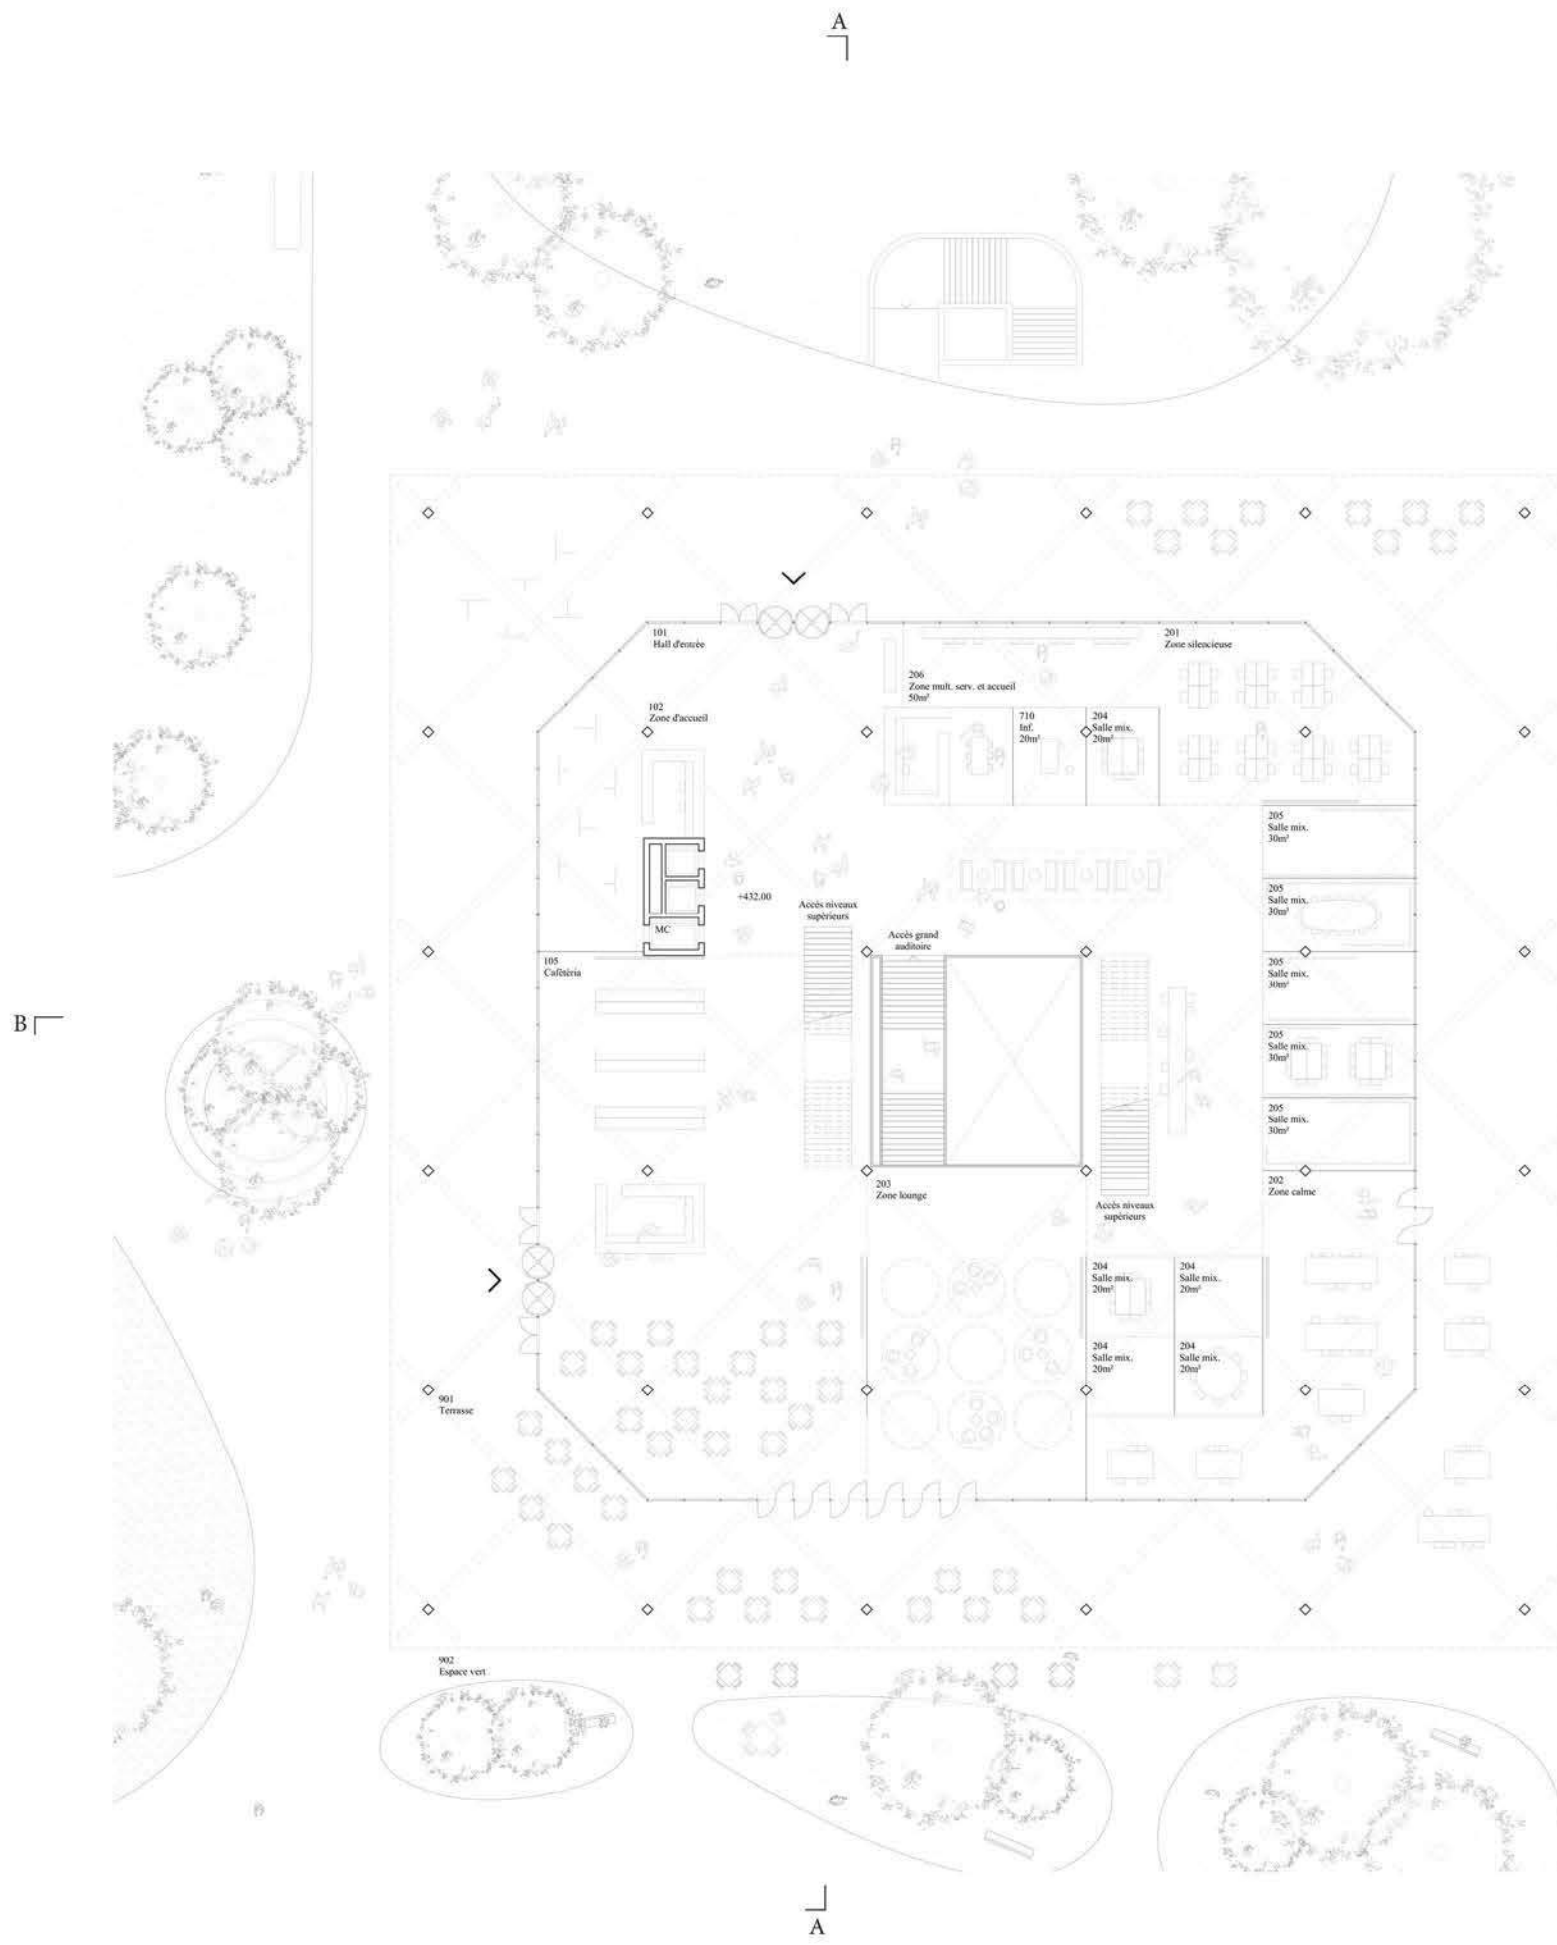 A
101
Hall d'entrée
201
Zone silencieuse
206
Zone mult. serv. et accueil
50m²
102
Zone d'accueil
710
Inf.
20m²
204
Salle mix.
20m²
205
Salle mix.
30m²
205
Salle mix.
30m²
+432.00
Accès niveaux
supérieurs
MC
Accès grand
auditoire
105
Cafétéria
205
Salle mix.
30m²
B
205
Salle mix.
30m²
205
Salle mix.
30m²
203
Zone lounge
202
Zone calme
Accès niveaux
supérieurs
204
Salle mix.
20m²
204
Salle mix.
20m²
204
Salle mix.
20m²
204
Salle mix.
20m²
901
Terrasse
902
Espace vert
A